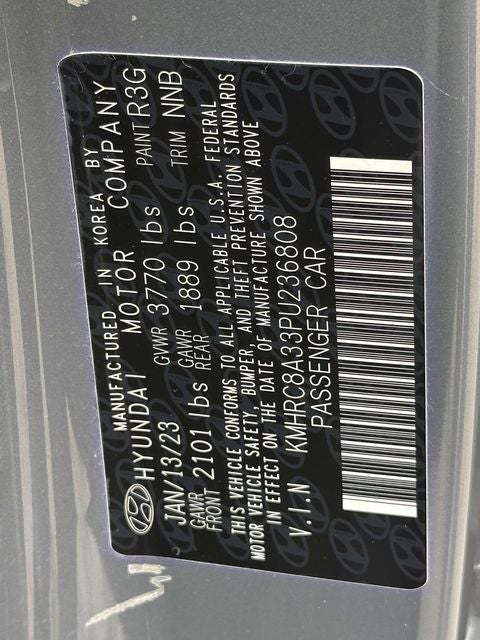 MANUFACTURED IN KOREA BY
HYUNDAI MOTOR COMPANY
JAN/13/23 GVWR 3770 lbs PAINT R3G
GAWR FRONT 2101 lbs GAWR REAR 1889 lbs TRIM NNB
THIS VEHICLE CONFORMS TO ALL APPLICABLE U.S.A. FEDERAL
MOTOR VEHICLE SAFETY, BUMPER, AND THEFT PREVENTION STANDARDS
IN EFFECT ON THE DATE OF MANUFACTURE SHOWN ABOVE
V.I.N KMHRC8A33PU236808
PASSENGER CAR